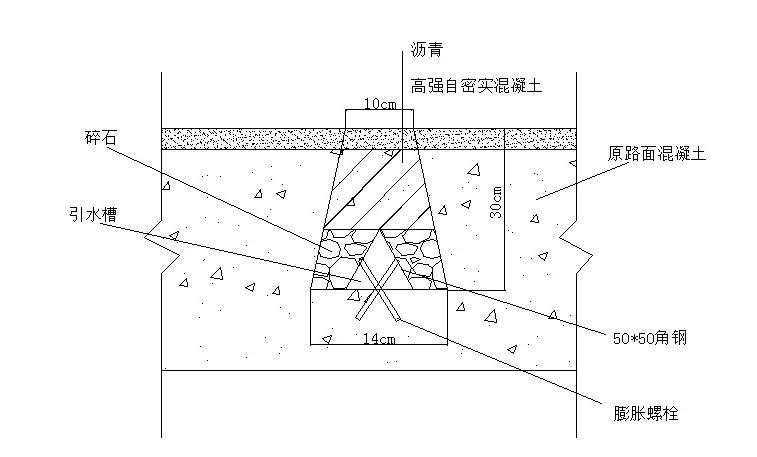 沥青
高强自密实混凝土
10cm
碎石
原路面混凝土
30cm
引水槽
14cm
50*50角钢
膨胀螺栓